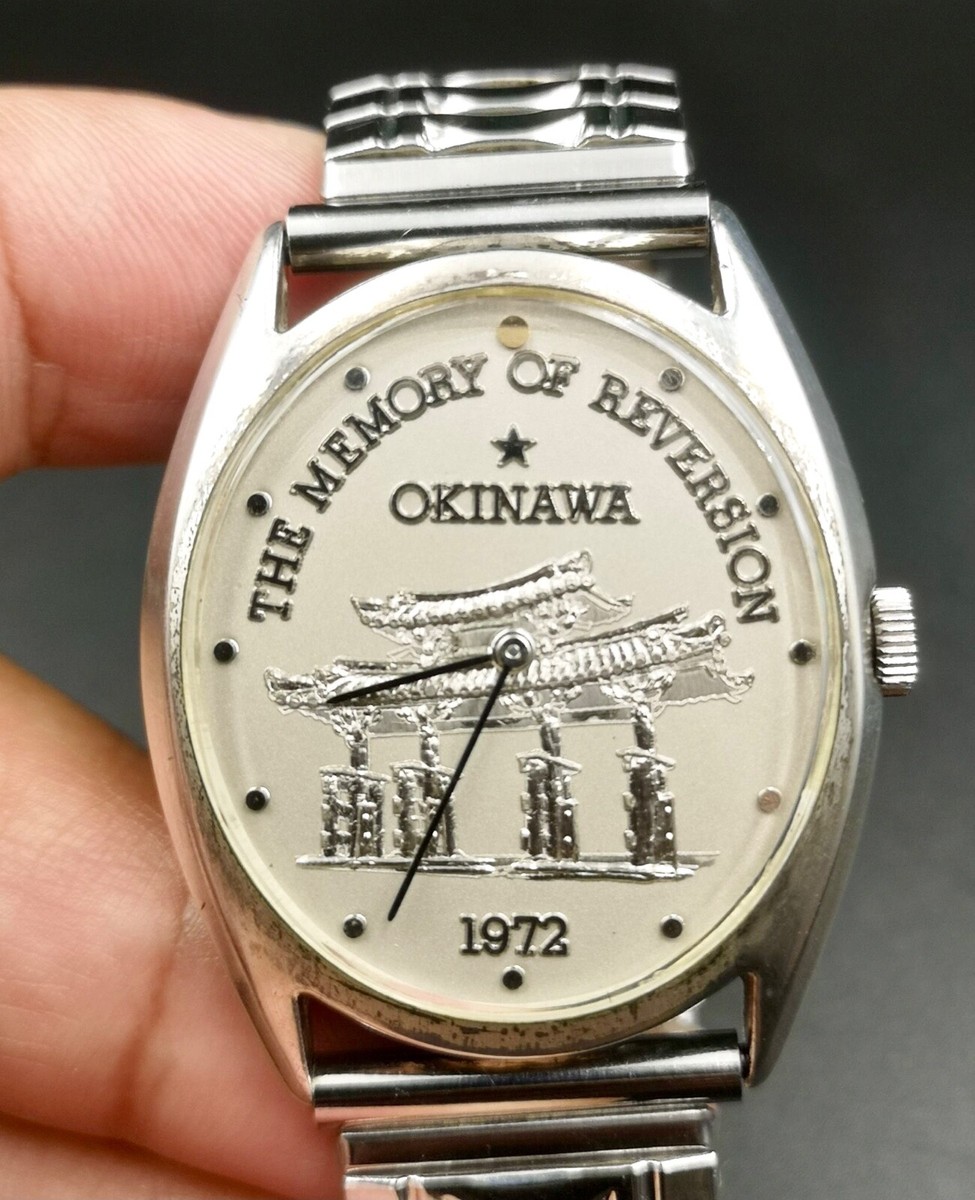 THE MEMORY OF REVERSION
OKINAWA
1972